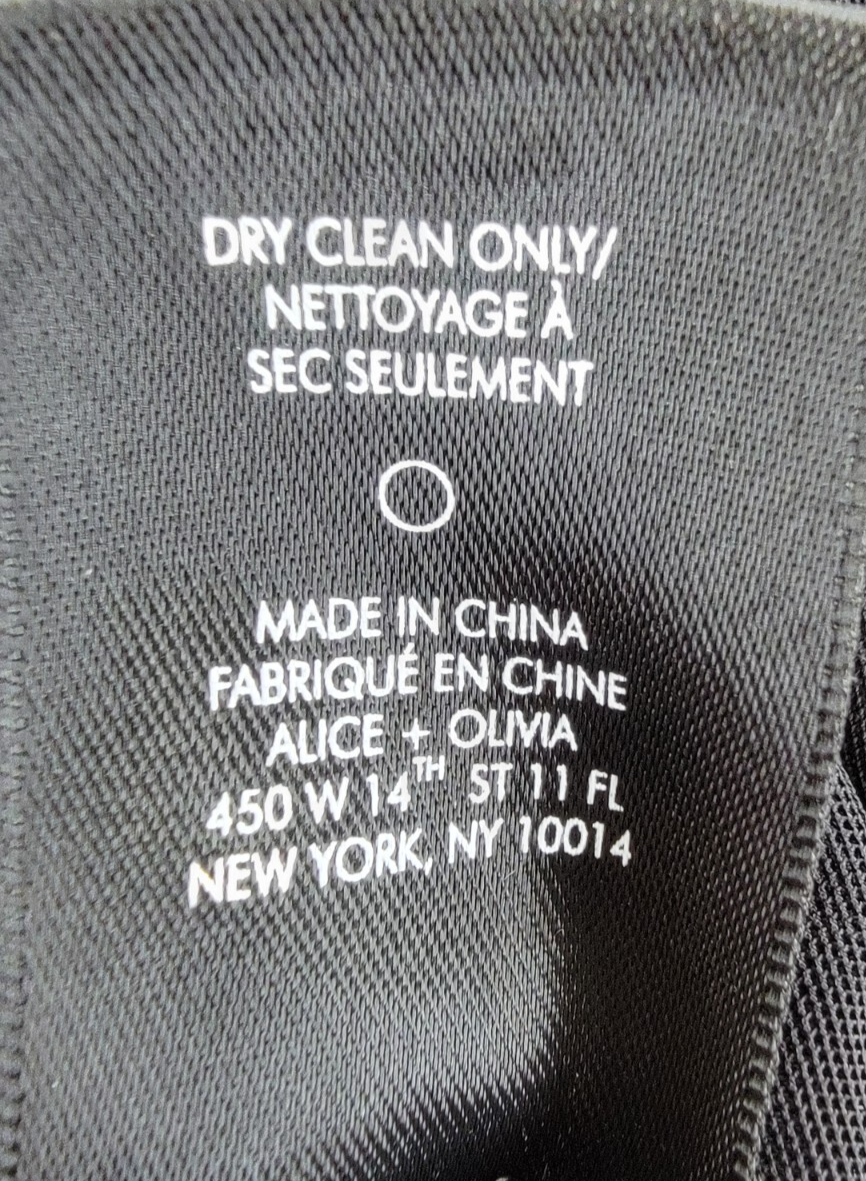 DRY CLEAN ONLY/
NETTOYAGE À
SEC SEULEMENT
MADE IN CHINA
FABRIQUÉ EN CHINE
ALICE + OLIVIA
450 W 14TH ST 11 FL
NEW YORK, NY 10014